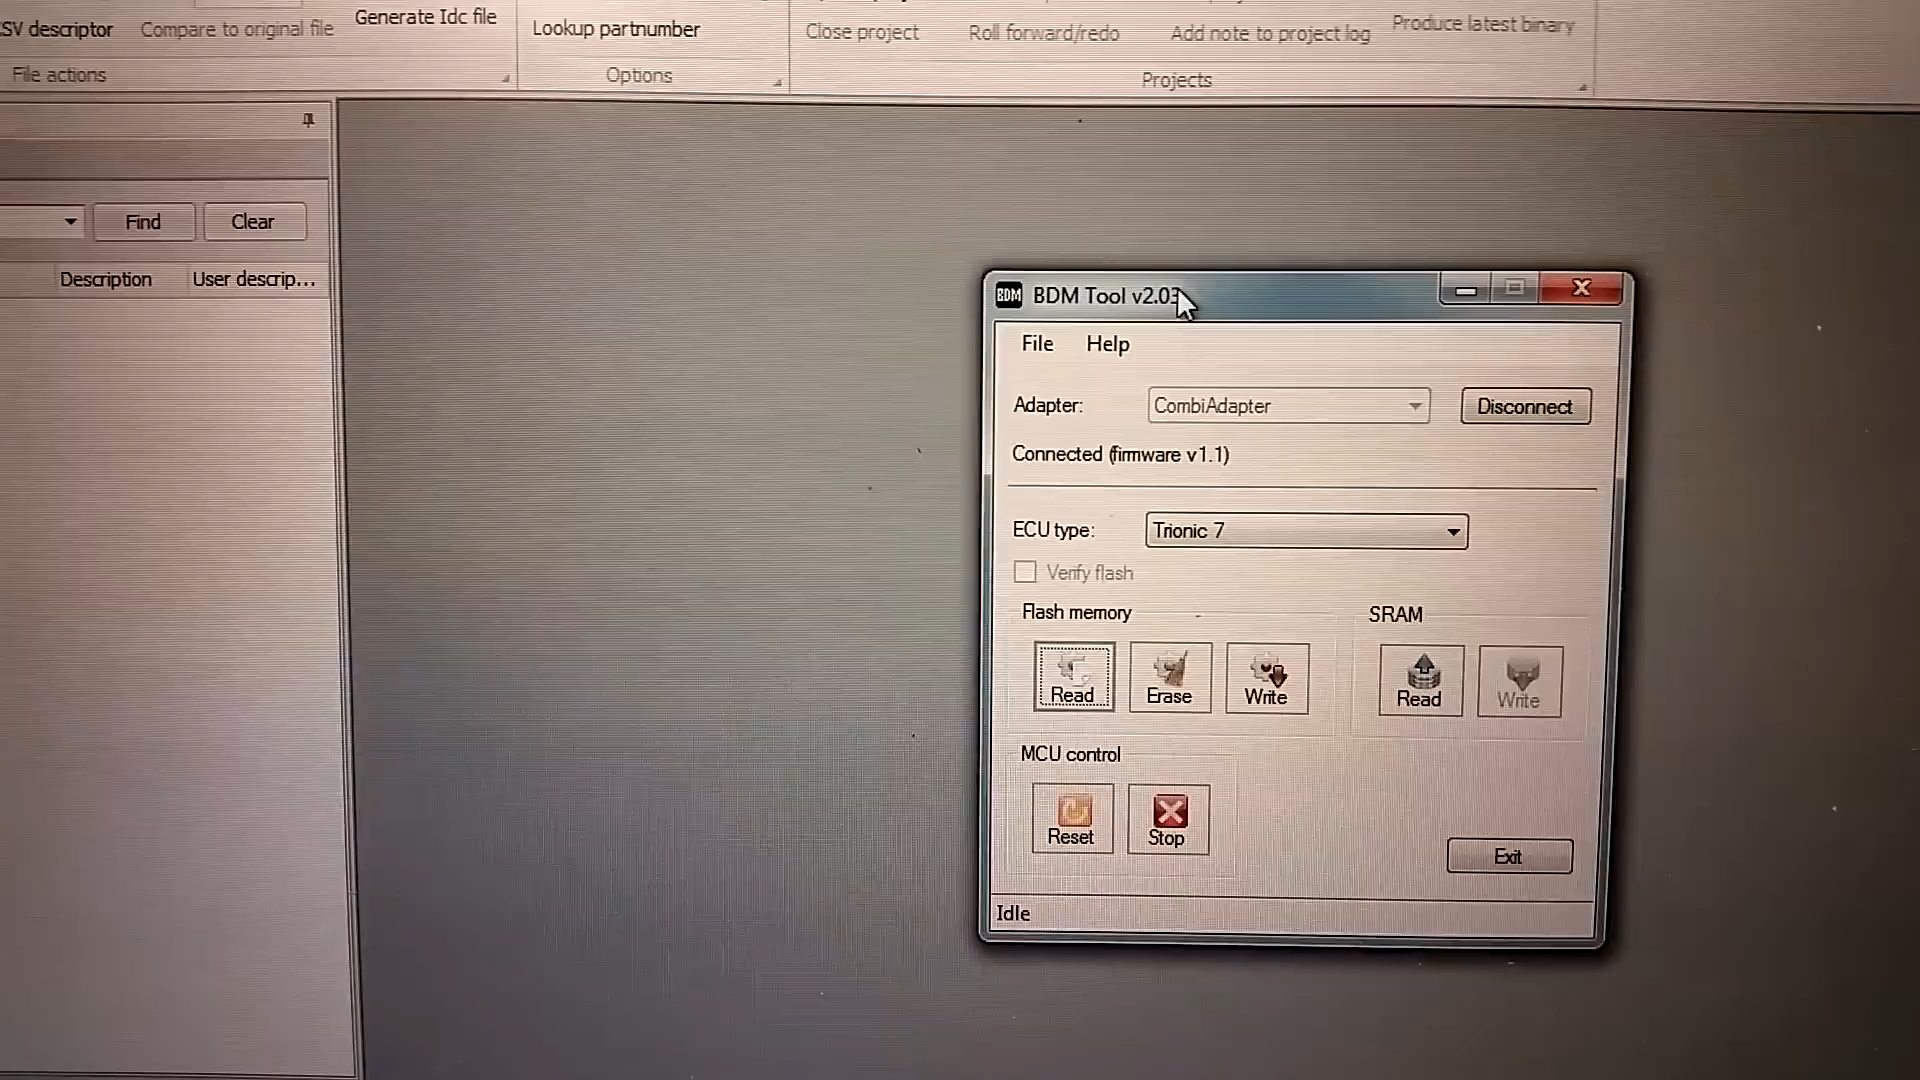 SV descriptor
Compare to original file
Generate Idc file
Lookup partnumber
Close project
Roll forward/redo
Add note to project log
Produce latest binary
File actions
Options
Projects
Find
Clear
Description
User descrip...
BDM
BDM Tool v2.03
File
Help
Adapter:
CombiAdapter
Disconnect
Connected (firmware v1.1)
ECU type:
Trionic 7
Verify flash
Flash memory
SRAM
Read
Erase
Write
Read
Write
MCU control
Reset
Stop
Exit
Idle